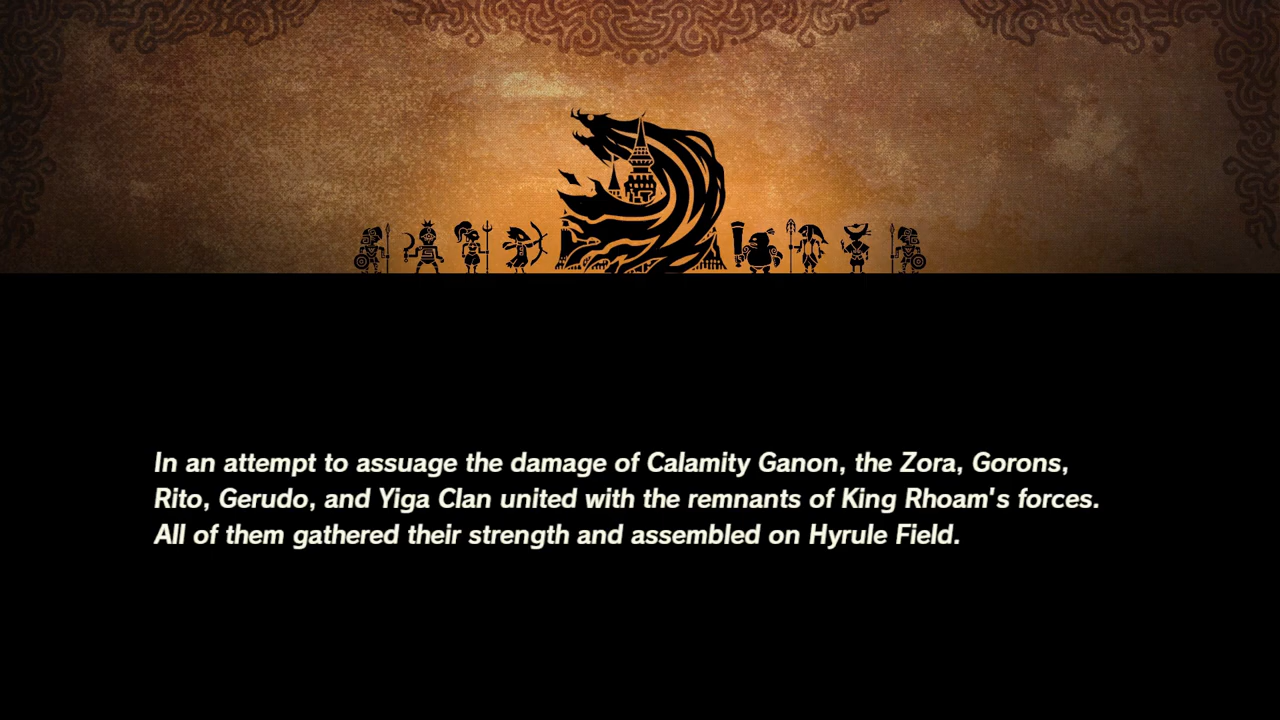 In an attempt to assuage the damage of Calamity Ganon, the Zora, Gorons,
Rito, Gerudo, and Yiga Clan united with the remnants of King Rhoam's forces.
All of them gathered their strength and assembled on Hyrule Field.